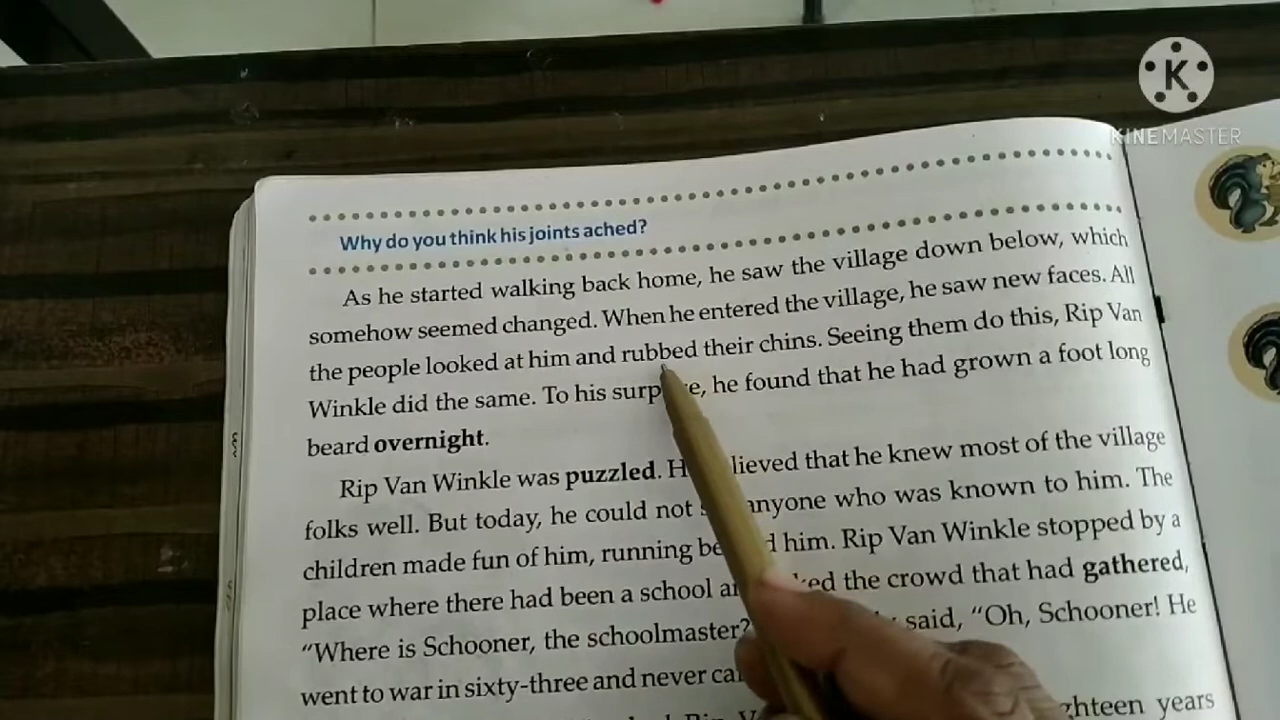 K
KINEMASTER
Why do you think his joints ached?
As he started walking back home, he saw the village down below, which
somehow seemed changed. When he entered the village, he saw new faces. All
the people looked at him and rubbed their chins. Seeing them do this, Rip Van
Winkle did the same. To his surp e, he found that he had grown a foot long
beard overnight.
Rip Van Winkle was puzzled. H lieved that he knew most of the village
folks well. But today, he could not anyone who was known to him. The
children made fun of him, running be d him. Rip Van Winkle stopped by a
place where there had been a school a ked the crowd that had gathered,
"Where is Schooner, the schoolmaster? said, "Oh, Schooner! He
went to war in sixty-three and never ca
Rip V ghteen years